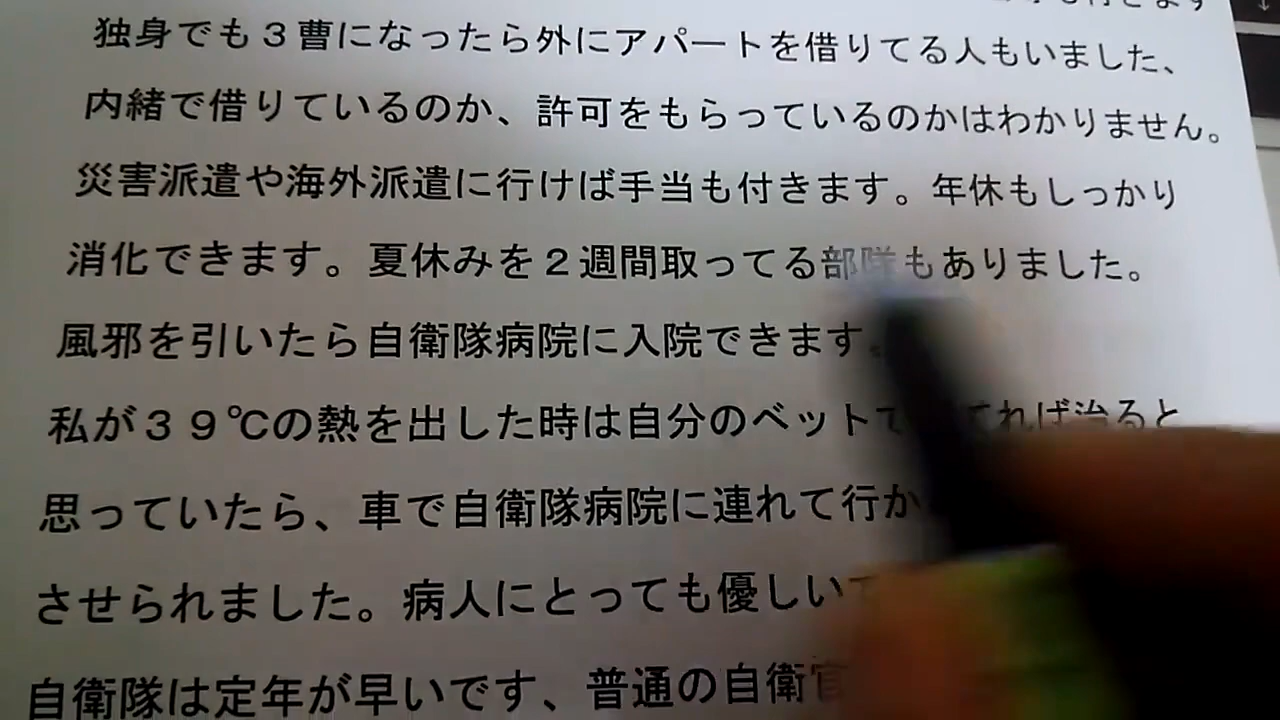 独身でも３曹になったら外にアパートを借りてる人もいました、
内緒で借りているのか、許可をもらっているのかはわかりません。
災害派遣や海外派遣に行けば手当も付きます。年休もしっかり
消化できます。夏休みを２週間取ってる部隊もありました。
風邪を引いたら自衛隊病院に入院できます。
私が３９℃の熱を出した時は自分のベットで てれば治ると
思っていたら、車で自衛隊病院に連れて行か
させられました。病人にとっても優しい
自衛隊は定年が早いです、普通の自衛官